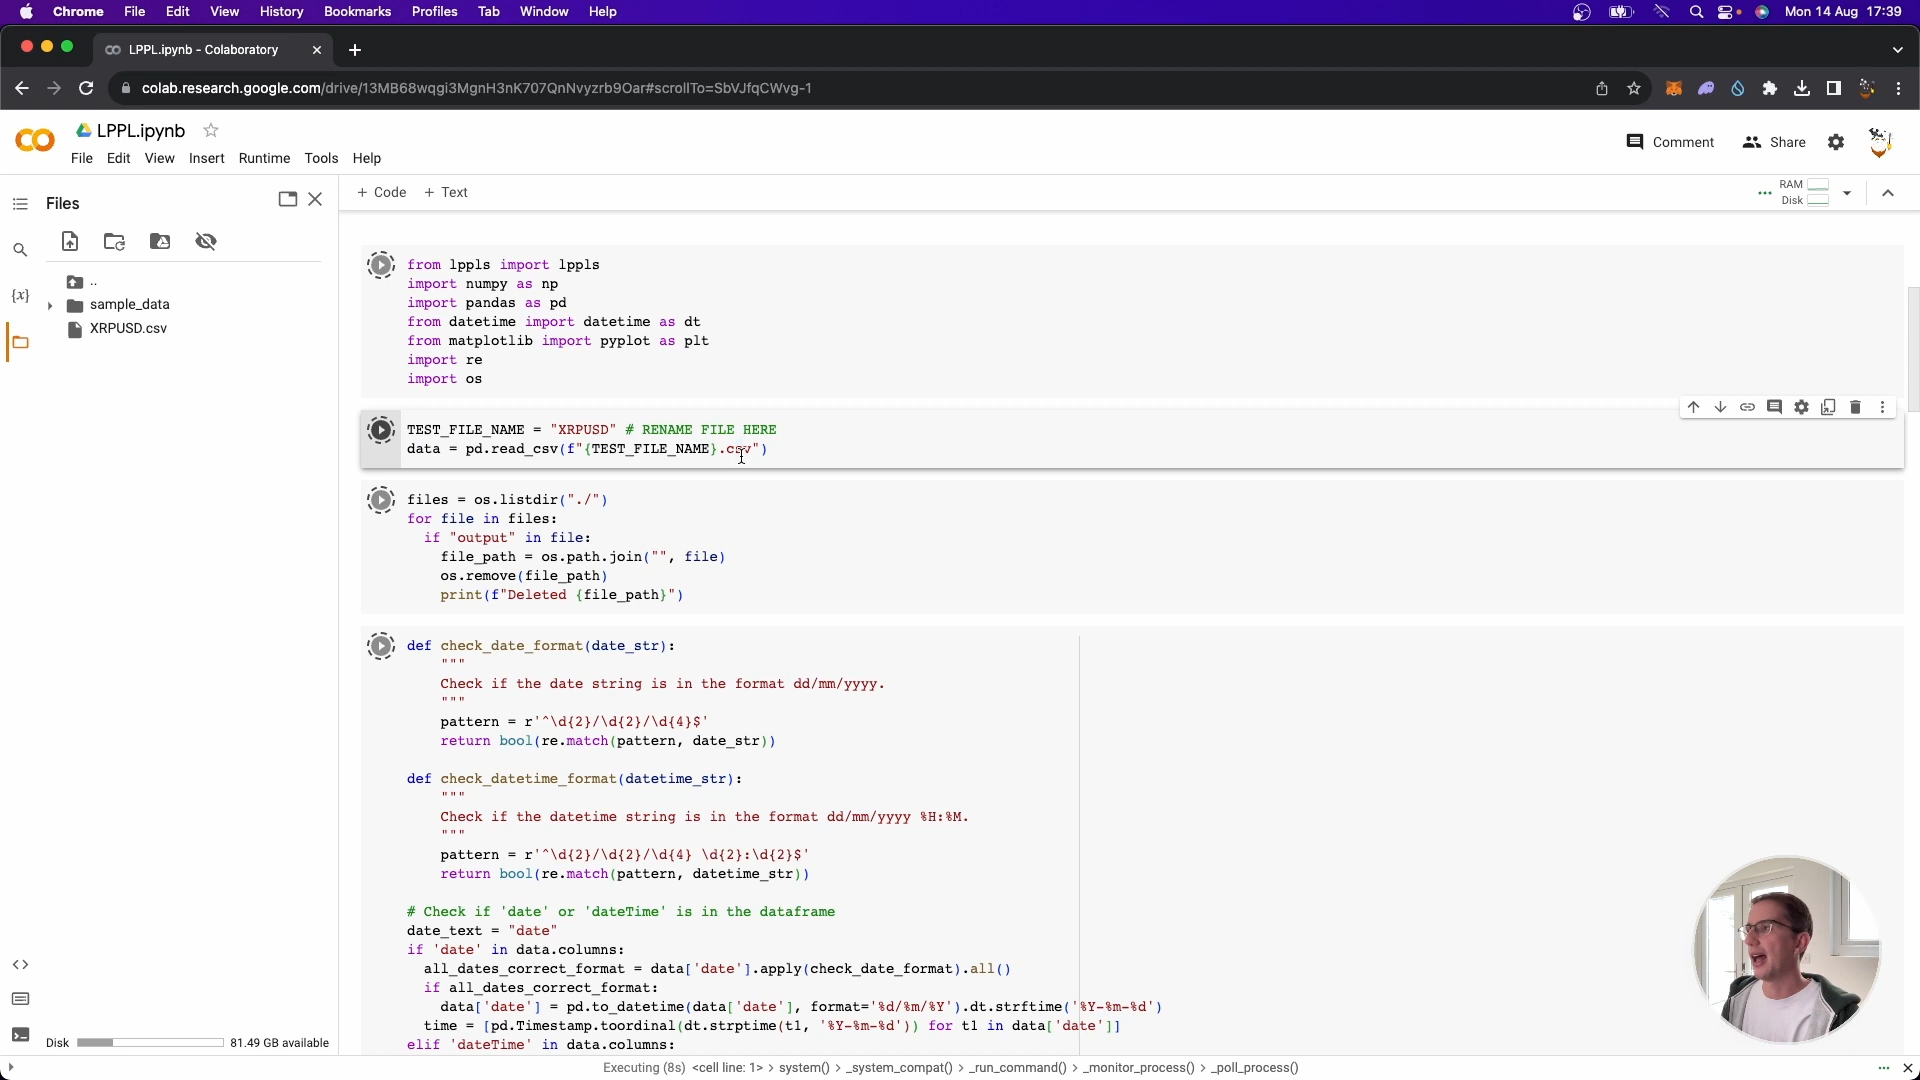 Chrome File Edit View History Bookmarks Profiles Tab Window Help Mon 14 Aug 17:39
LPPL.ipynb - Colaboratory
colab.research.google.com/drive/13MB68wqgi3MgnH3nK707QnNvyzrb9Oar#scrollTo=SbVJfqCWvg-1
LPPL.ipynb
Comment Share
File Edit View Insert Runtime Tools Help
Files
+ Code + Text
RAM
Disk
..
sample_data
XRPUSD.csv
{x}
from lppls import lppls
import numpy as np
import pandas as pd
from datetime import datetime as dt
from matplotlib import pyplot as plt
import re
import os
TEST_FILE_NAME = "XRPUSD" # RENAME FILE HERE
data = pd.read_csv(f"{TEST_FILE_NAME}.csv")
files = os.listdir("./")
for file in files:
if "output" in file:
file_path = os.path.join("", file)
os.remove(file_path)
print(f"Deleted {file_path}")
def check_date_format(date_str):
"""
Check if the date string is in the format dd/mm/yyyy.
"""
pattern = r'^\d{2}/\d{2}/\d{4}$'
return bool(re.match(pattern, date_str))
def check_datetime_format(datetime_str):
"""
Check if the datetime string is in the format dd/mm/yyyy %H:%M.
"""
pattern = r'^\d{2}/\d{2}/\d{4} \d{2}:\d{2}$'
return bool(re.match(pattern, datetime_str))
# Check if 'date' or 'dateTime' is in the dataframe
date_text = "date"
if 'date' in data.columns:
all_dates_correct_format = data['date'].apply(check_date_format).all()
if all_dates_correct_format:
data['date'] = pd.to_datetime(data['date'], format='%d/%m/%Y').dt.strftime('%Y-%m-%d')
time = [pd.Timestamp.toordinal(dt.strptime(t1, '%Y-%m-%d')) for t1 in data['date']]
elif 'dateTime' in data.columns:
Disk 81.49 GB available
Executing (8s) <cell line: 1> > system() > _system_compat() > _run_command() > _monitor_process() > _poll_process()